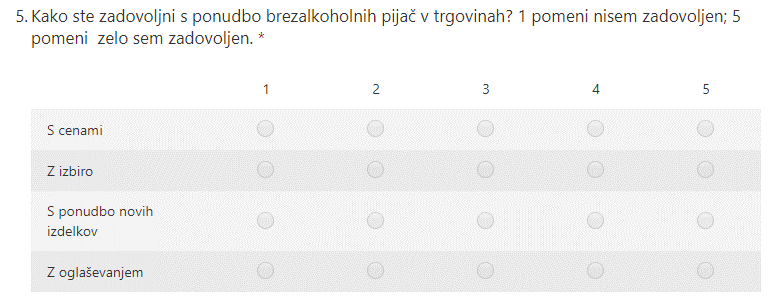 5. Kako ste zadovoljni s ponudbo brezalkoholnih pijač v trgovinah? 1 pomeni nisem zadovoljen; 5
pomeni  zelo sem zadovoljen. *
1 2 3 4 5
S cenami
Z izbiro
S ponudbo novih
izdelkov
Z oglaševanjem